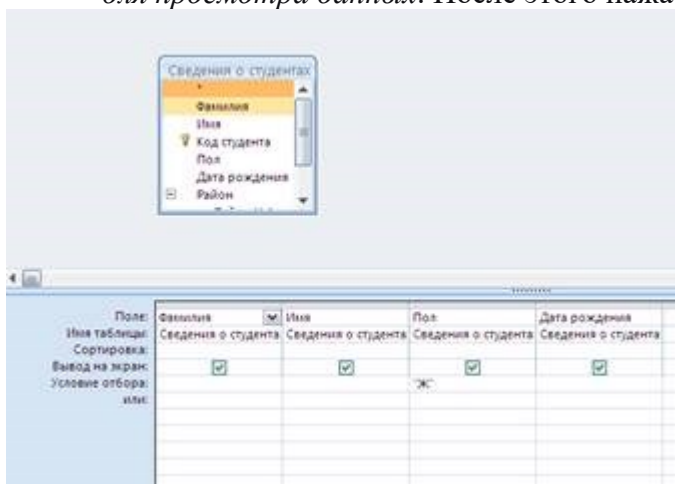 для просмотра данных. После этого нажа
Сведения о студентах
*
Фамилия
Имя
Код студента
Пол
Дата рождения
Район
Поле: Фамилия Имя Пол Дата рождения
Имя таблицы: Сведения о студента Сведения о студента Сведения о студента Сведения о студента
Сортировка:
Вывод на экран:
Условие отбора: "Ж"
или: